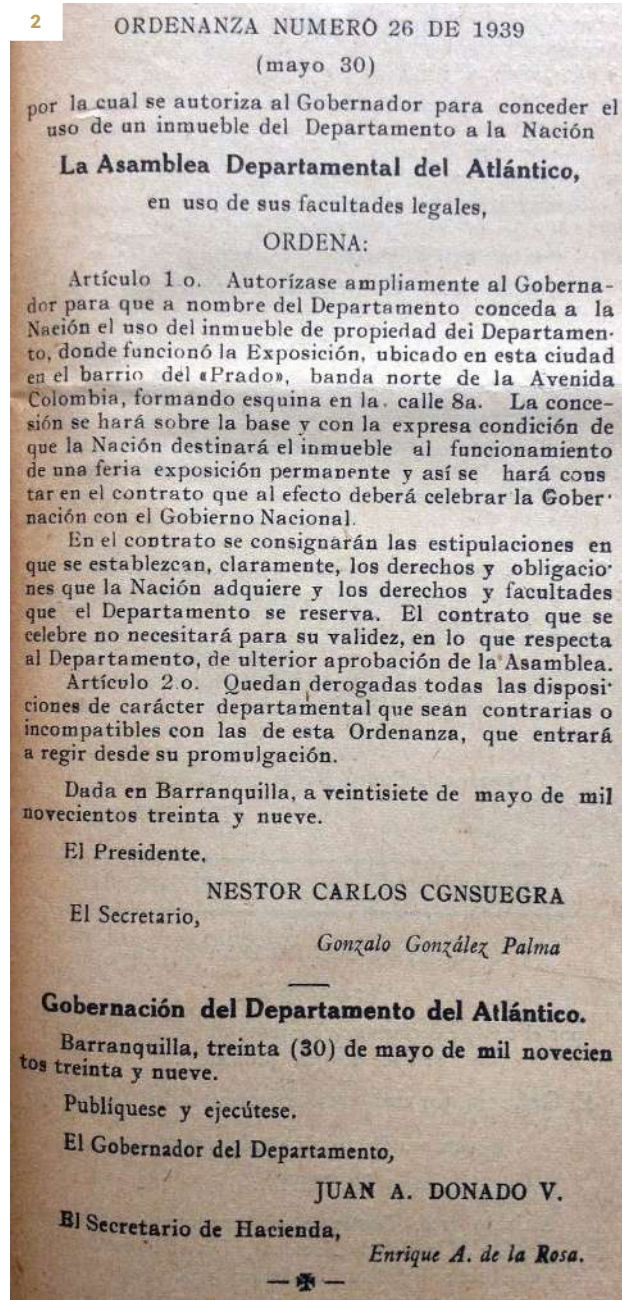 2
ORDENANZA NUMERO 26 DE 1939
(mayo 30)
por la cual se autoriza al Gobernador para conceder el
uso de un inmueble del Departamento a la Nación
La Asamblea Departamental del Atlántico,
en uso de sus facultades legales,
ORDENA:
Artículo 1.o. Autorízase ampliamente al Goberna-
dor para que a nombre del Departamento conceda a la
Nación el uso del inmueble de propiedad dei Departamen-
to, donde funcionó la Exposición, ubicado en esta ciudad
en el barrio del «Prado», banda norte de la Avenida
Colombia, formando esquina en la calle 8a. La conce-
sión se hará sobre la base y con la expresa condición de
que la Nación destinará el inmueble al funcionamiento
de una feria exposición permanente y así se hará cons
tar en el contrato que al efecto deberá celebrar la Gober-
nación con el Gobierno Nacional.
En el contrato se consignarán las estipulaciones en
que se establezcan, claramente, los derechos y obligacio-
nes que la Nación adquiere y los derechos y facultades
que el Departamento se reserva. El contrato que se
celebre no necesitará para su validez, en lo que respecta
al Departamento, de ulterior aprobación de la Asamblea.
Artículo 2.o. Quedan derogadas todas las disposi-
ciones de carácter departamental que sean contrarias o
incompatibles con las de esta Ordenanza, que entrará
a regir desde su promulgación.
Dada en Barranquilla, a veintisiete de mayo de mil
novecientos treinta y nueve.
El Presidente,
NESTOR CARLOS CGNSUEGRA
El Secretario,
Gonzalo González Palma
Gobernación del Departamento del Atlántico.
Barranquilla, treinta (30) de mayo de mil novecien
tos treinta y nueve.
Publíquese y ejecútese.
El Gobernador del Departamento,
JUAN A. DONADO V.
El Secretario de Hacienda,
Enrique A. de la Rosa.